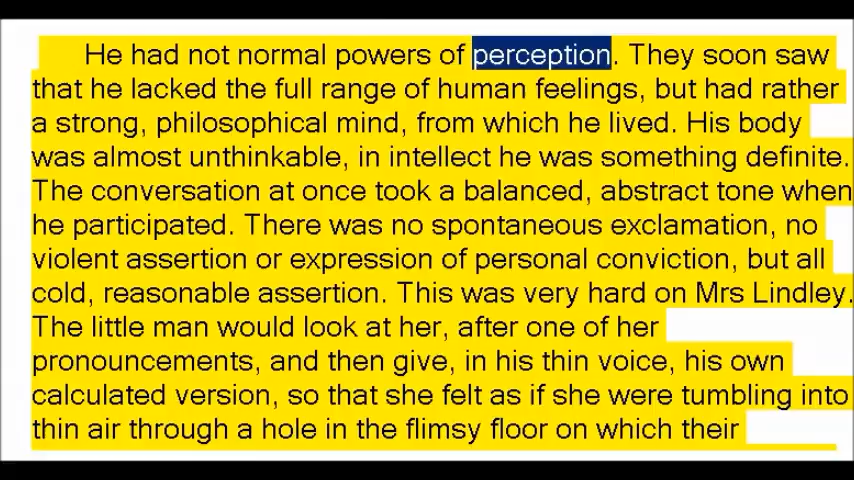 He had not normal powers of perception. They soon saw
that he lacked the full range of human feelings, but had rather
a strong, philosophical mind, from which he lived. His body
was almost unthinkable, in intellect he was something definite.
The conversation at once took a balanced, abstract tone when
he participated. There was no spontaneous exclamation, no
violent assertion or expression of personal conviction, but all
cold, reasonable assertion. This was very hard on Mrs Lindley.
The little man would look at her, after one of her
pronouncements, and then give, in his thin voice, his own
calculated version, so that she felt as if she were tumbling into
thin air through a hole in the flimsy floor on which their